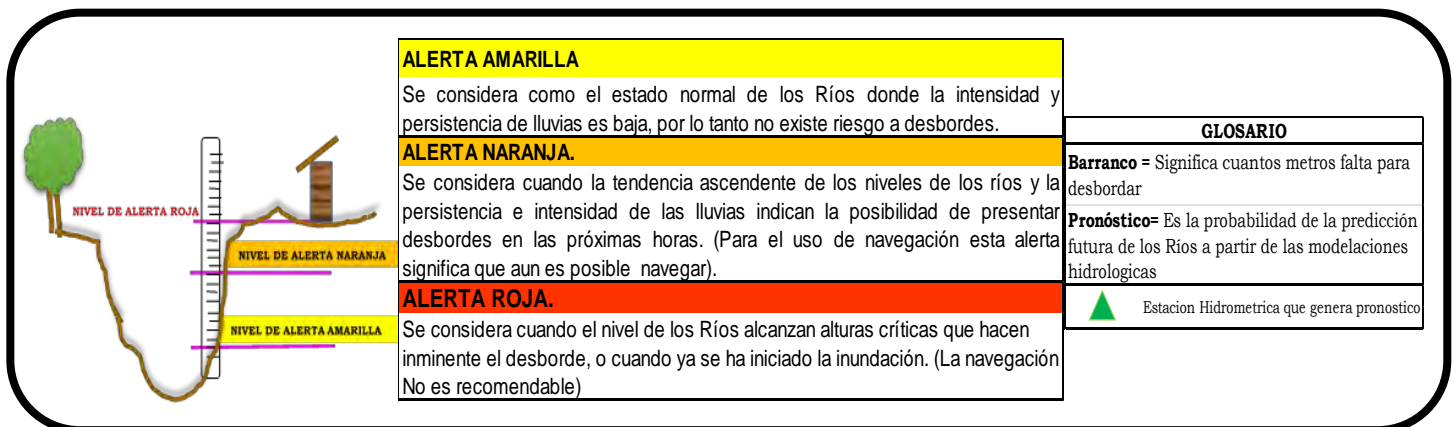 NIVEL DE ALERTA ROJA
NIVEL DE ALERTA NARANJA
NIVEL DE ALERTA AMARILLA
ALERTA AMARILLA
Se considera como el estado normal de los Ríos donde la intensidad y
persistencia de lluvias es baja, por lo tanto no existe riesgo a desbordes.
ALERTA NARANJA.
Se considera cuando la tendencia ascendente de los niveles de los ríos y la
persistencia e intensidad de las lluvias indican la posibilidad de presentar
desbordes en las próximas horas. (Para el uso de navegación esta alerta
significa que aun es posible navegar).
ALERTA ROJA.
Se considera cuando el nivel de los Ríos alcanzan alturas críticas que hacen
inminente el desborde, o cuando ya se ha iniciado la inundación. (La navegación
No es recomendable)
GLOSARIO
Barranco = Significa cuantos metros falta para
desbordar
Pronóstico= Es la probabilidad de la predicción
futura de los Ríos a partir de las modelaciones
hidrologicas
Estacion Hidrometrica que genera pronostico